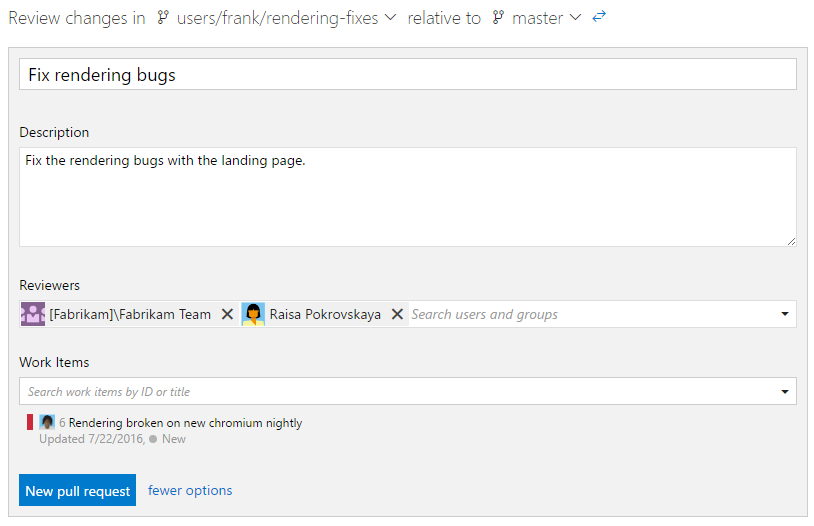 Review changes in users/frank/rendering-fixes relative to master
Fix rendering bugs
Description
Fix the rendering bugs with the landing page.
Reviewers
[Fabrikam]\Fabrikam Team Raisa Pokrovskaya Search users and groups
Work Items
Search work items by ID or title
6 Rendering broken on new chromium nightly
Updated 7/22/2016, New
New pull request fewer options